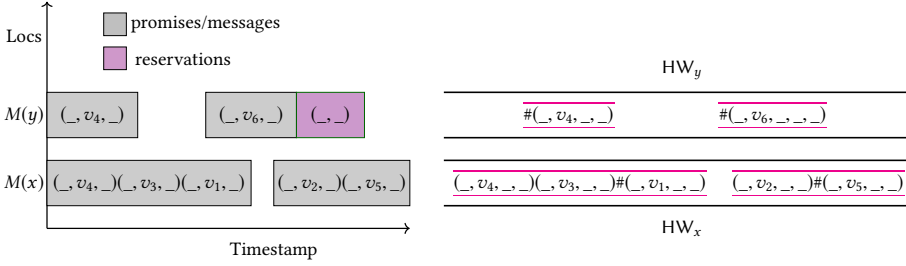 Locs
promises/messages
reservations
HW_y
M(y) (_, v_4, _) (_, v_6, _) (_, _) #(_, v_4, _, _) #(_, v_6, _, _, _)
M(x) (_, v_4, _)(_, v_3, _)(_, v_1, _) (_, v_2, _)(_, v_5, _) (_, v_4, _, _)(_, v_3, _, _)#(_, v_1, _, _) (_, v_2, _, _)#(_, v_5, _, _)
HW_x
Timestamp